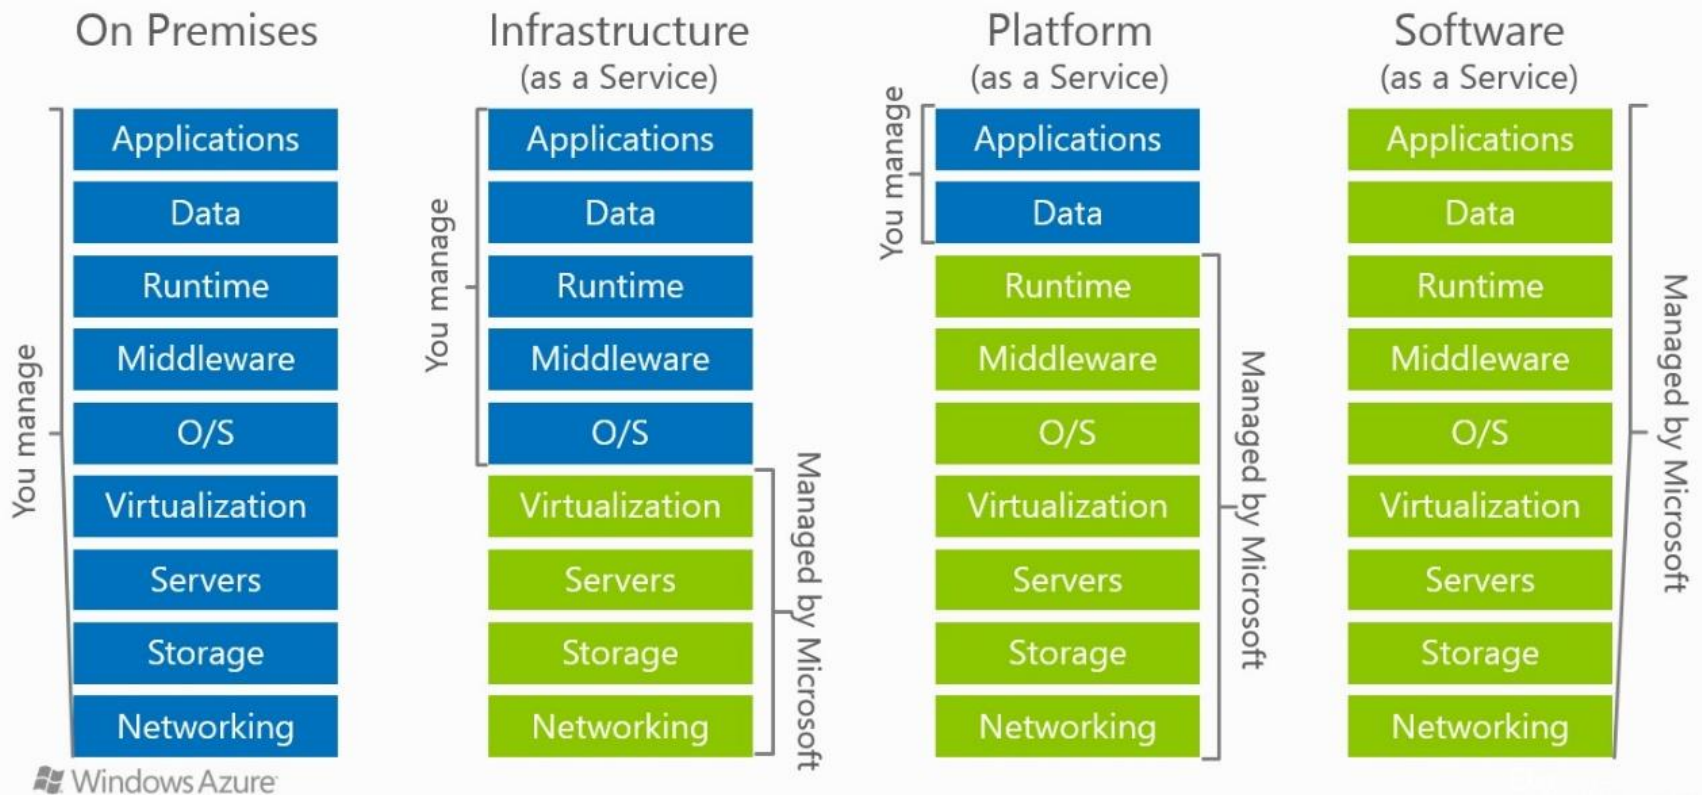 On Premises
You manage
Applications
Data
Runtime
Middleware
O/S
Virtualization
Servers
Storage
Networking
Infrastructure
(as a Service)
You manage
Applications
Data
Runtime
Middleware
O/S
Virtualization
Servers
Storage
Networking
Managed by Microsoft
Platform
(as a Service)
You manage
Applications
Data
Runtime
Middleware
O/S
Virtualization
Servers
Storage
Networking
Managed by Microsoft
Software
(as a Service)
Applications
Data
Runtime
Middleware
O/S
Virtualization
Servers
Storage
Networking
Managed by Microsoft
Windows Azure